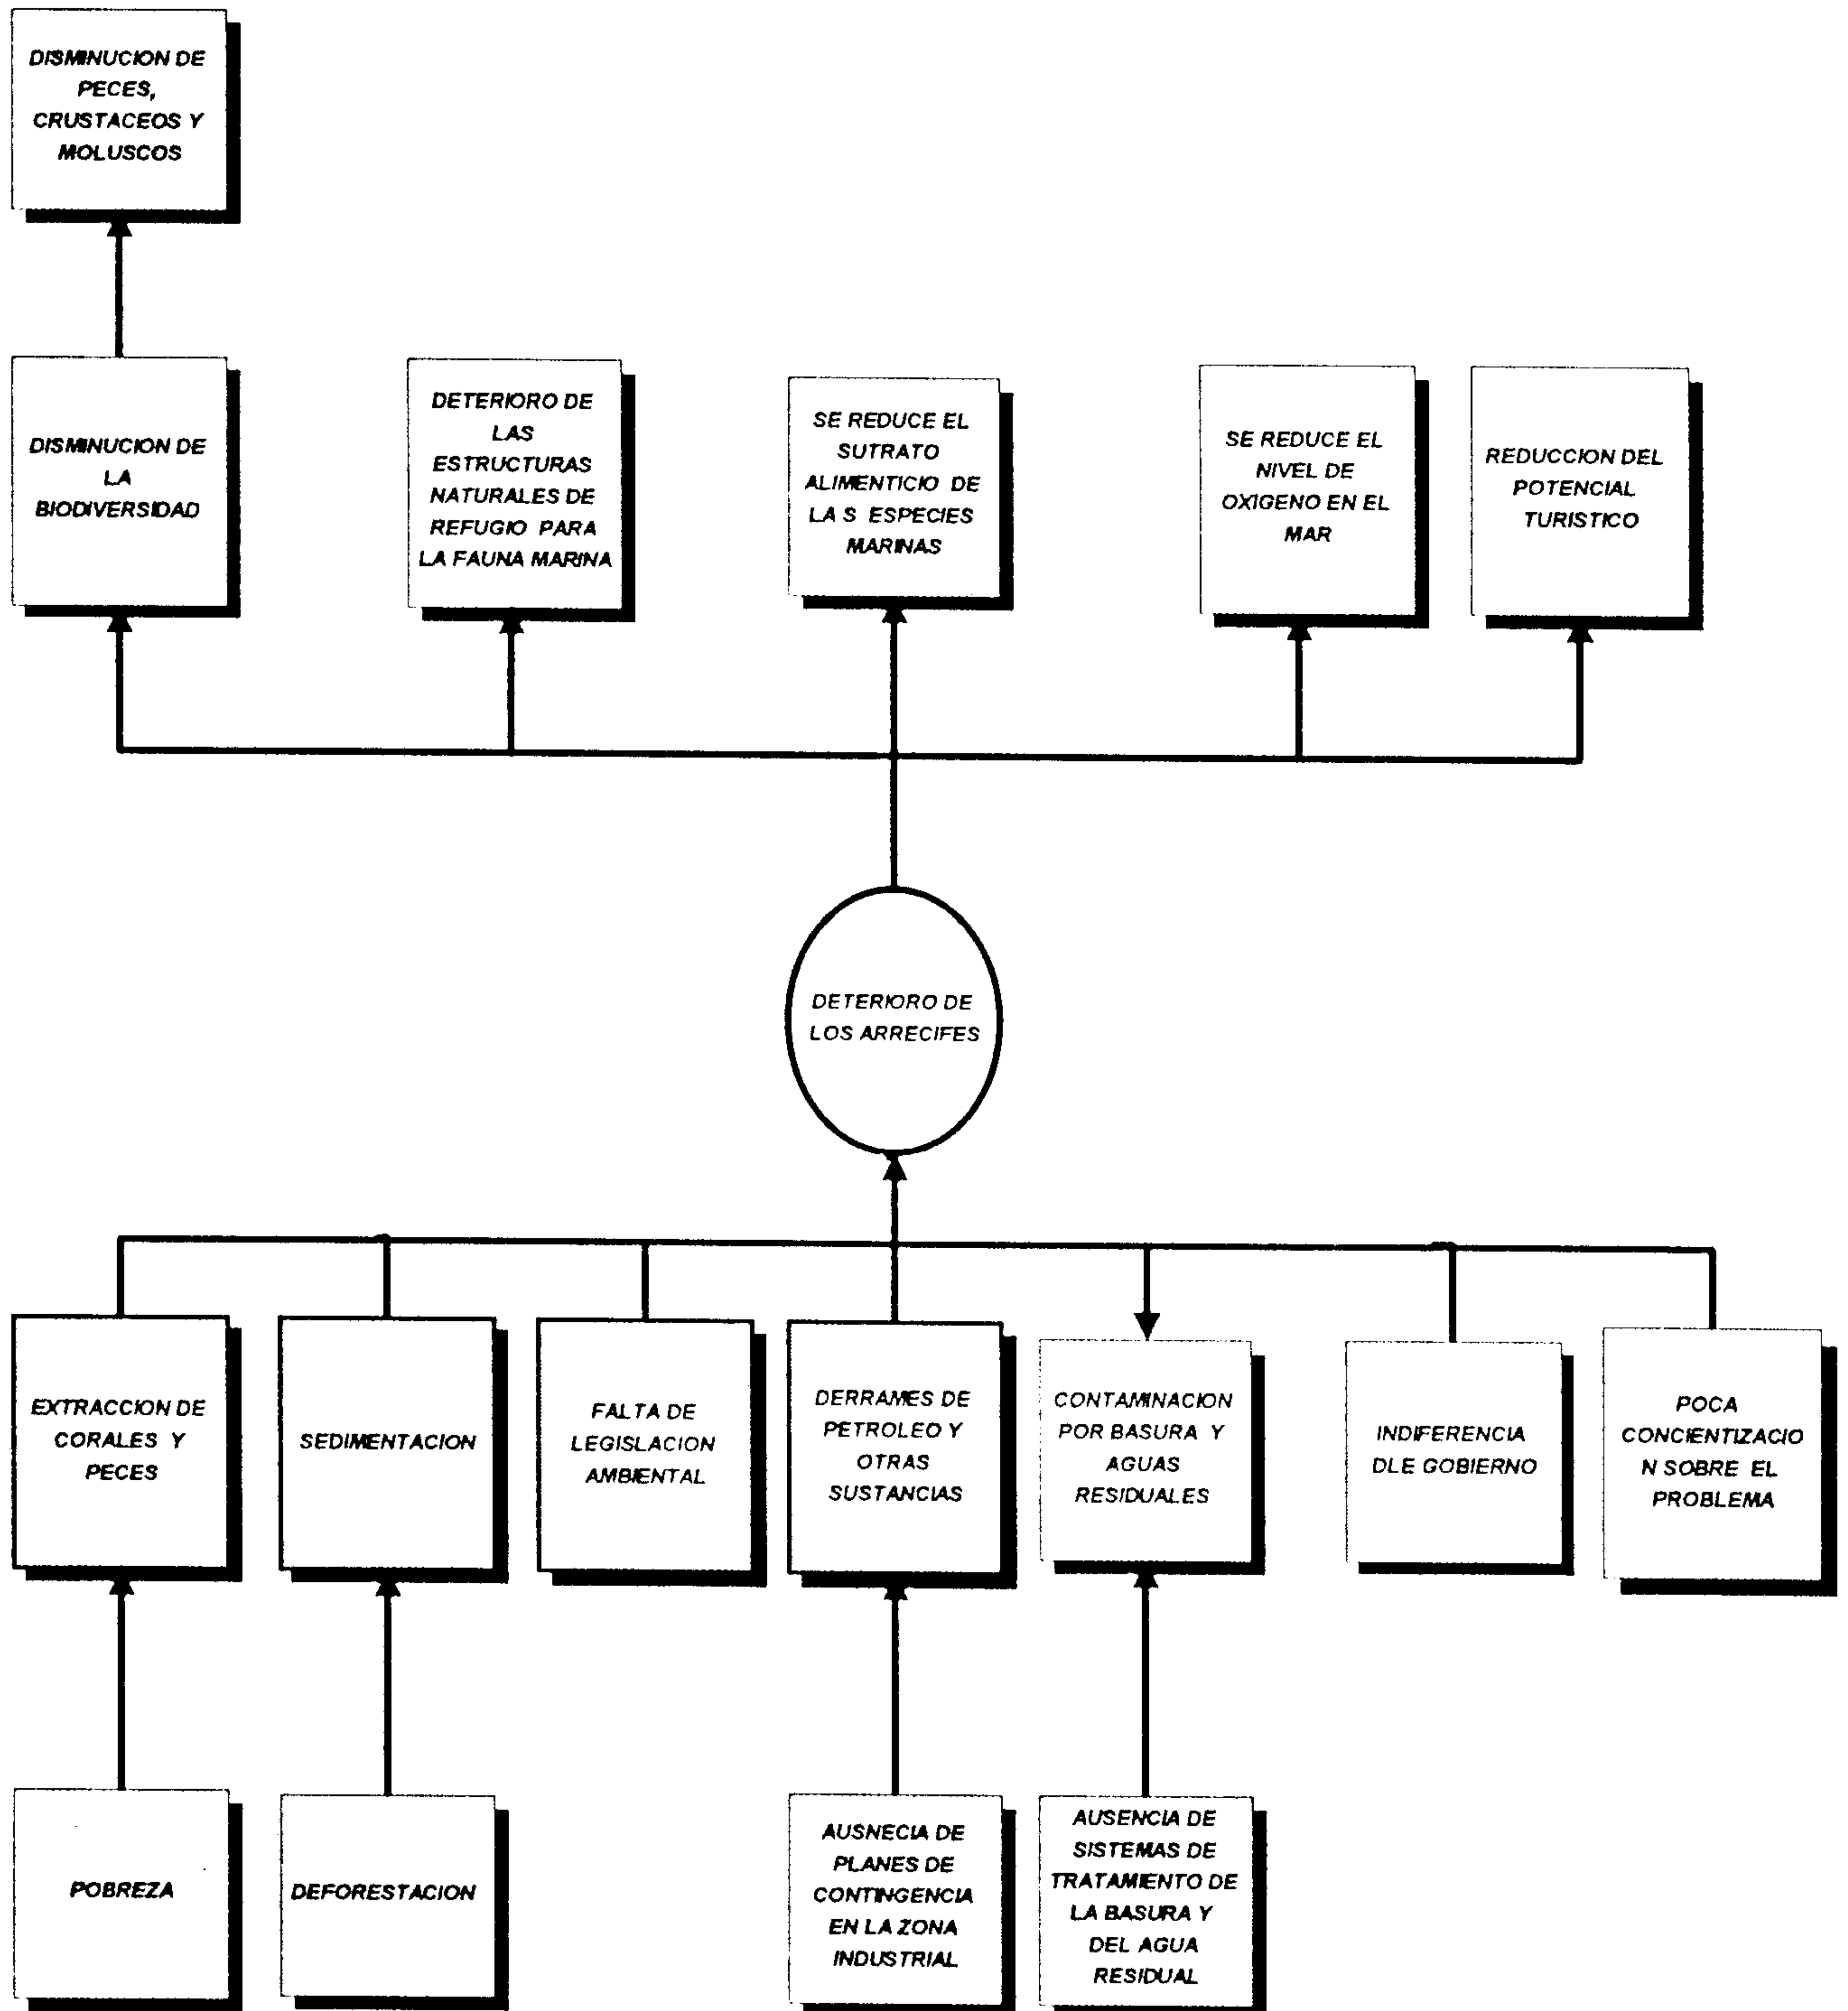 DISMINUCION DE
PECES,
CRUSTACEOS Y
MOLUSCOS
DISMINUCION DE
LA
BIODIVERSIDAD
DETERIORO DE
LAS
ESTRUCTURAS
NATURALES DE
REFUGIO PARA
LA FAUNA MARINA
SE REDUCE EL
SUTRATO
ALIMENTICIO DE
LA S ESPECIES
MARINAS
SE REDUCE EL
NIVEL DE
OXIGENO EN EL
MAR
REDUCCION DEL
POTENCIAL
TURISTICO
DETERIORO DE
LOS ARRECIFES
EXTRACCION DE
CORALES Y
PECES
SEDIMENTACION
FALTA DE
LEGISLACION
AMBIENTAL
DERRAMES DE
PETROLEO Y
OTRAS
SUSTANCIAS
CONTAMINACION
POR BASURA Y
AGUAS
RESIDUALES
INDIFERENCIA
DLE GOBIERNO
POCA
CONCIENTIZACIO
N SOBRE EL
PROBLEMA
POBREZA
DEFORESTACION
AUSNECIA DE
PLANES DE
CONTINGENCIA
EN LA ZONA
INDUSTRIAL
AUSENCIA DE
SISTEMAS DE
TRATAMIENTO DE
LA BASURA Y
DEL AGUA
RESIDUAL